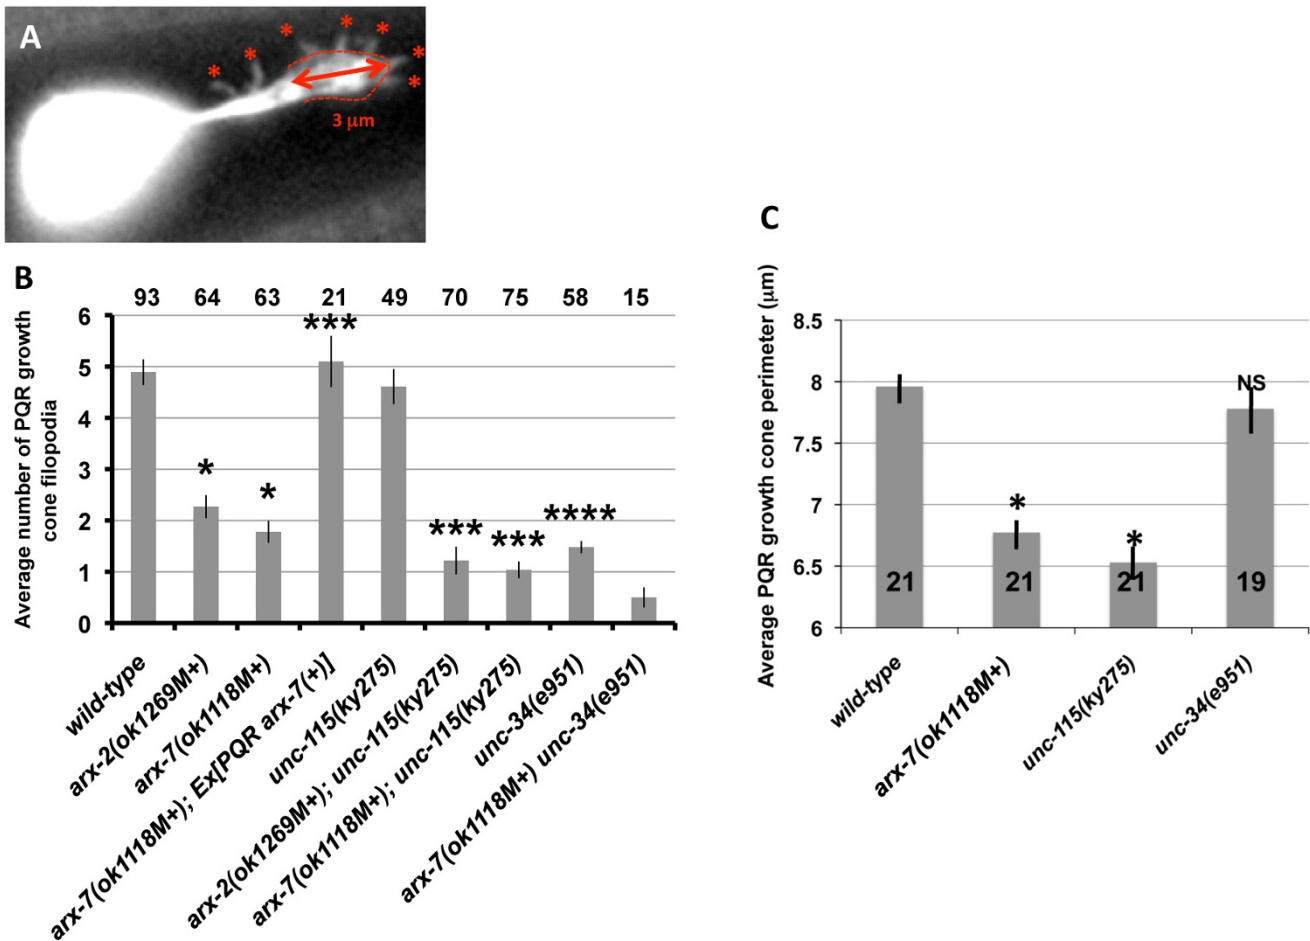 A
* * * * * * *
3 μm
B
93 64 63 21 49 70 75 58 15
Average number of PQR growth
cone filopodia
6
5
4
3
2
1
0
* * *** *** *** ****
wild-type
arx-2(ok1269M+)
arx-7(ok1118M+)
arx-7(ok1118M+); Ex[PQR arx-7(+)]
unc-115(ky275)
arx-2(ok1269M+); unc-115(ky275)
arx-7(ok1118M+); unc-115(ky275)
unc-34(e951)
arx-7(ok1118M+) unc-34(e951)
C
Average PQR growth cone perimeter (μm)
8.5
8
7.5
7
6.5
6
* * NS
21 21 21 19
wild-type
arx-7(ok1118M+)
unc-115(ky275)
unc-34(e951)